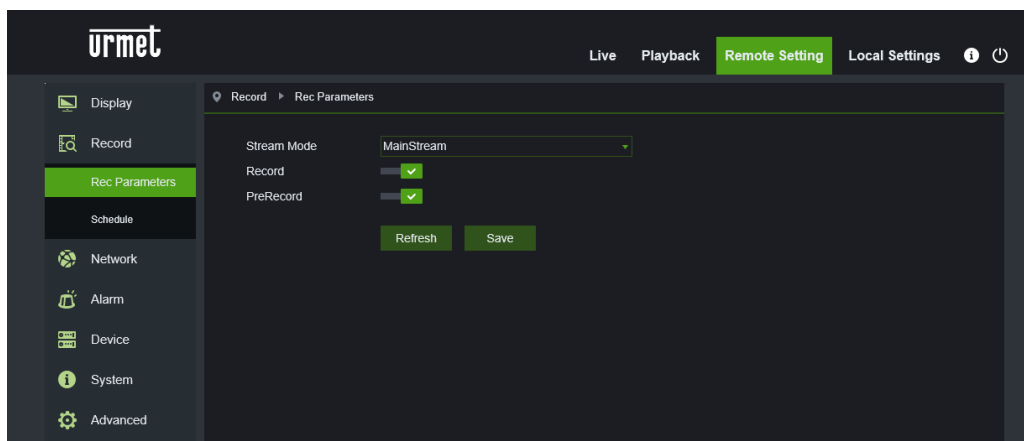 urmet
Live Playback Remote Setting Local Settings
Display
Record Rec Parameters
Record
Stream Mode MainStream
Record
Rec Parameters
PreRecord
Schedule
Refresh Save
Network
Alarm
Device
System
Advanced